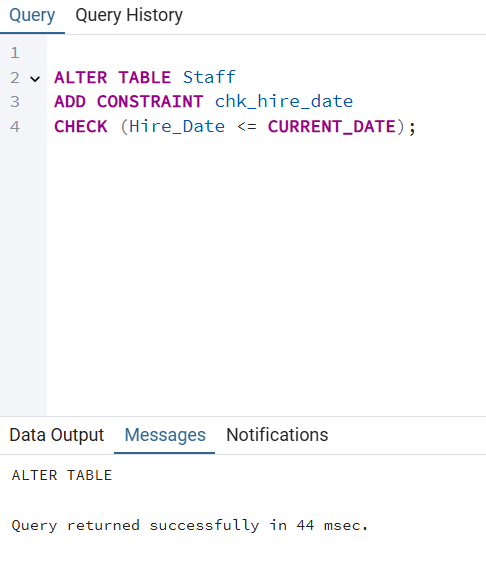 Query Query History
1
2 ALTER TABLE Staff
3 ADD CONSTRAINT chk_hire_date
4 CHECK (Hire_Date <= CURRENT_DATE);
Data Output Messages Notifications
ALTER TABLE
Query returned successfully in 44 msec.